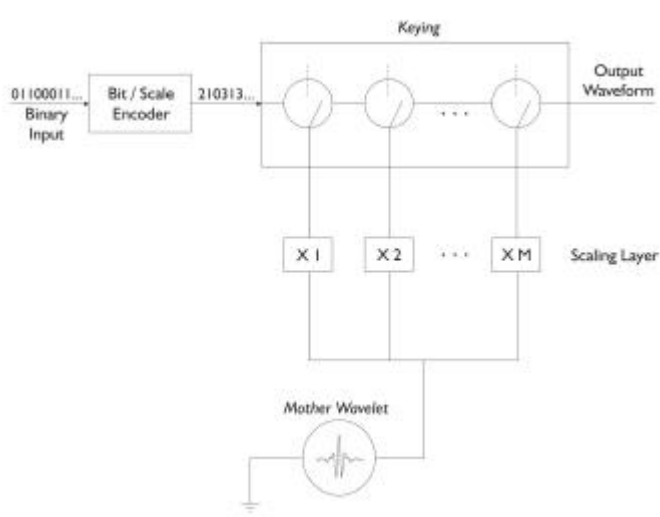 Keying
01100011...
Binary
Input
Bit / Scale
Encoder
210313...
Output
Waveform
. . .
X 1
X 2
. . .
X M
Scaling Layer
Mother Wavelet